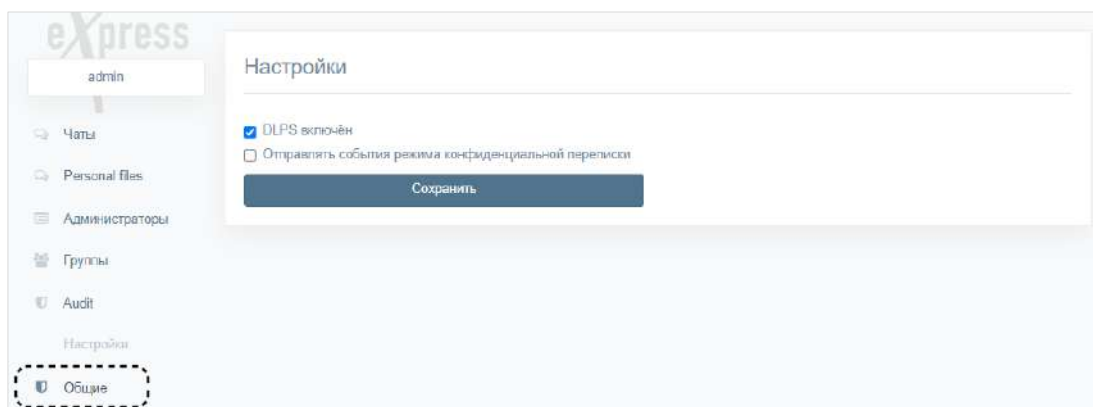 eXpress
admin
Чаты
Personal files
Администраторы
Группы
Audit
Настройки
Общие
Настройки
DLPS включён
Отправлять события режима конфиденциальной переписки
Сохранить